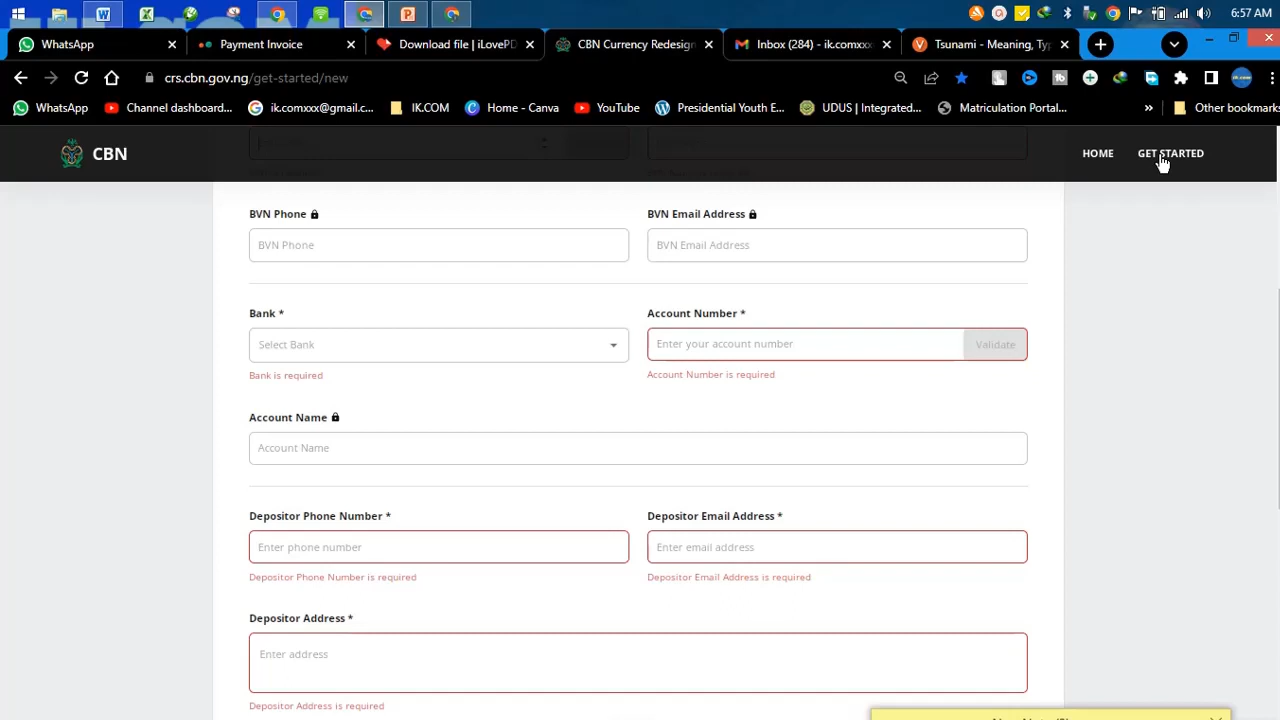 6:57 AM
WhatsApp
Payment Invoice
Download file | iLovePD
CBN Currency Redesign
Inbox (284) - ik.comxxx
Tsunami - Meaning, Typ
crs.cbn.gov.ng/get-started/new
WhatsApp
Channel dashboard...
ik.comxxx@gmail.c...
IK.COM
Home - Canva
YouTube
Presidential Youth E...
UDUS | Integrated...
Matriculation Portal...
»
Other bookmarks
CBN
HOME
GET STARTED
BVN Phone
BVN Email Address
BVN Phone
BVN Email Address
Bank *
Account Number *
Select Bank
Enter your account number
Validate
Bank is required
Account Number is required
Account Name
Account Name
Depositor Phone Number *
Depositor Email Address *
Enter phone number
Enter email address
Depositor Phone Number is required
Depositor Email Address is required
Depositor Address *
Enter address
Depositor Address is required